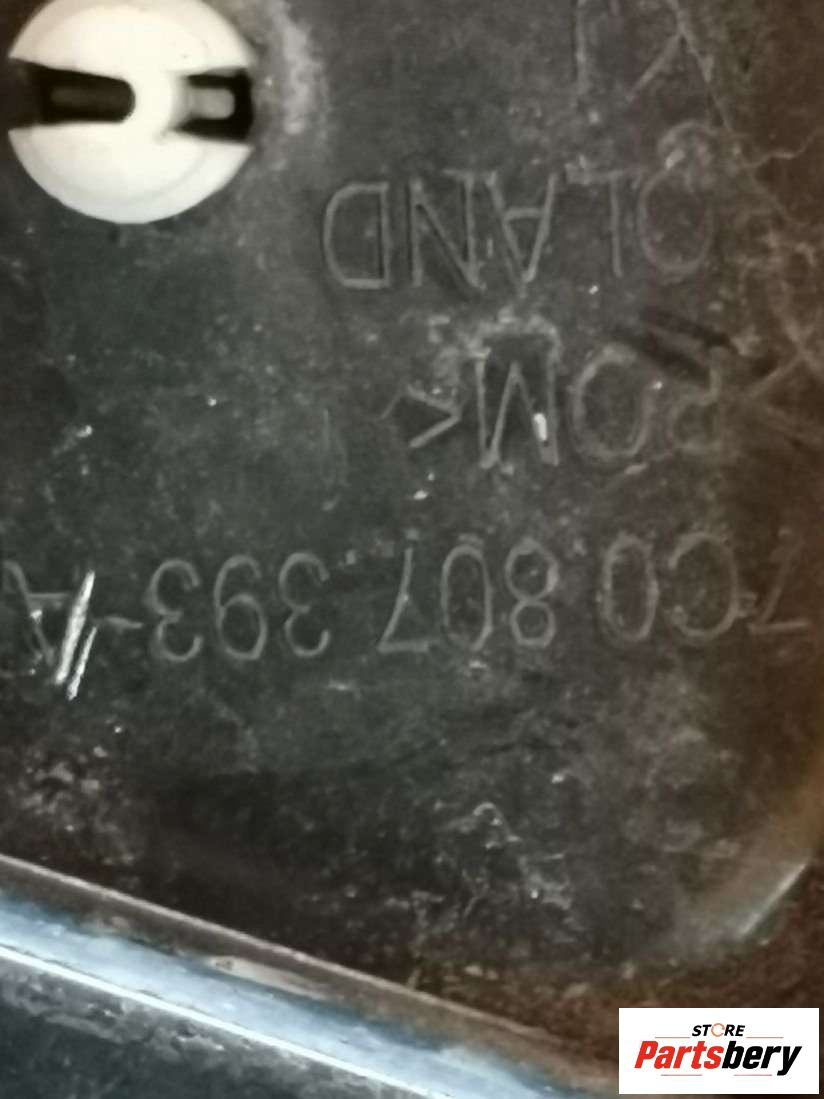 7C0 807 393 -A
>POM<
OLAND
STORE
Partsbery